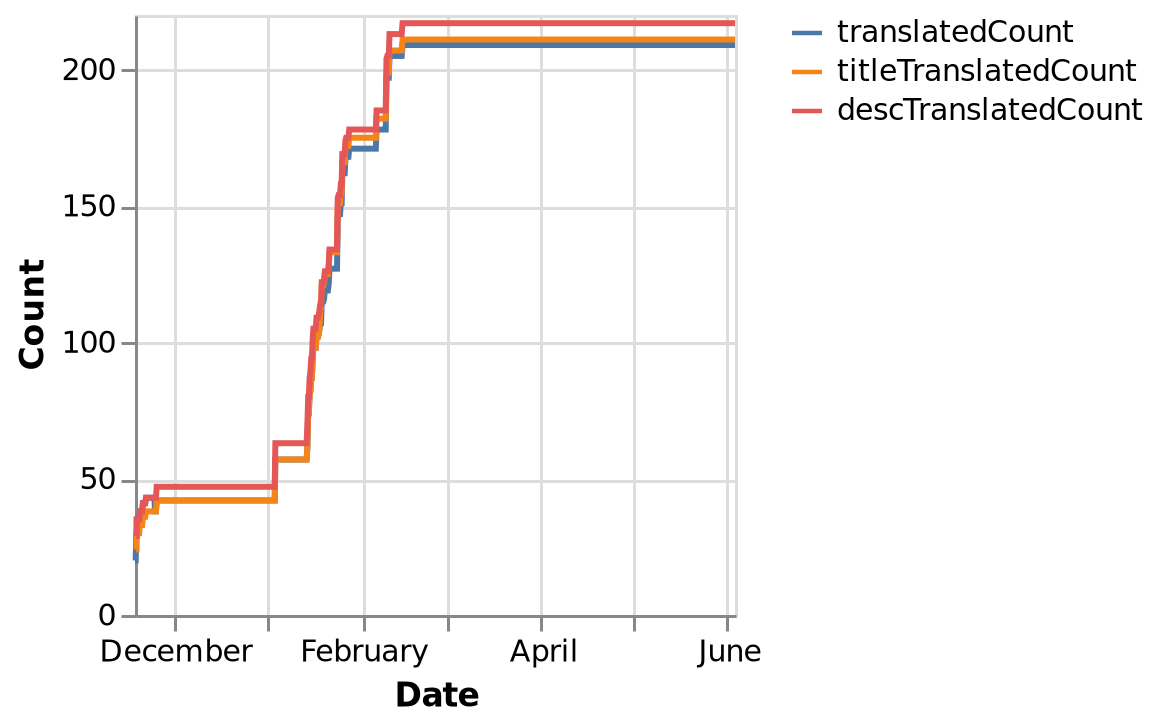 translatedCount
titleTranslatedCount
descTranslatedCount
200
150
100
50
0
Count
December February April June
Date